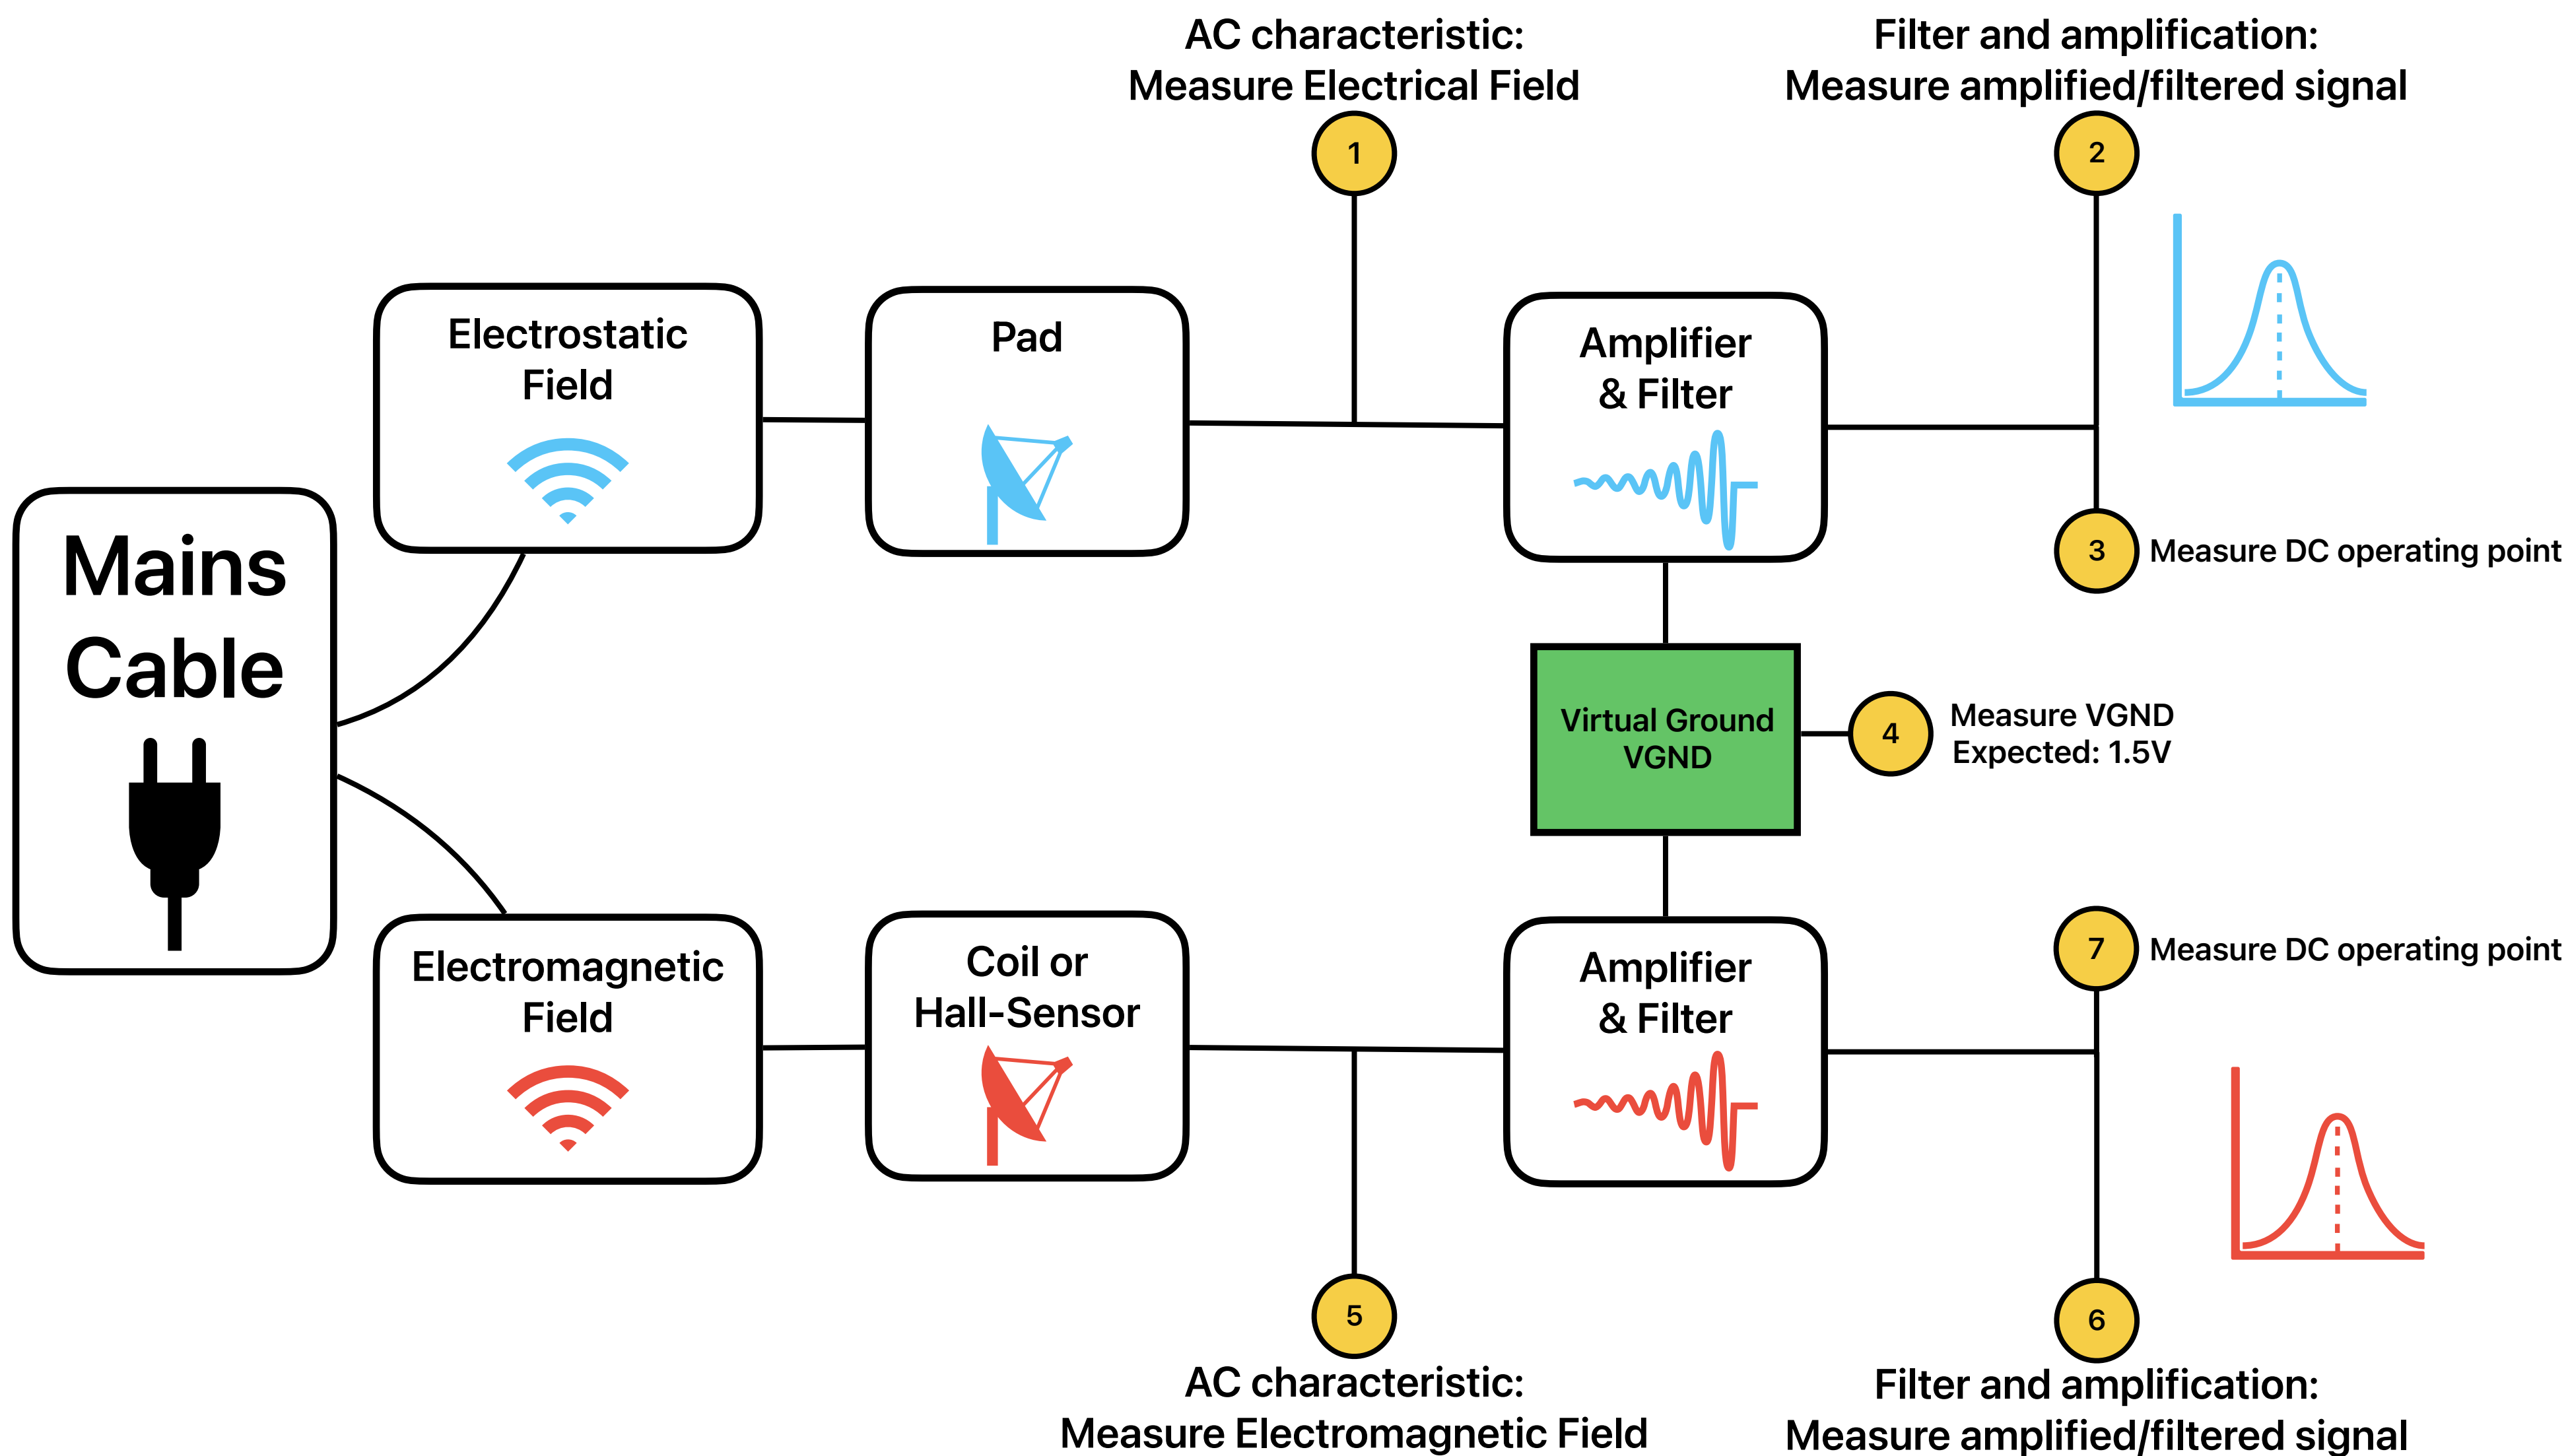 AC characteristic:
Measure Electrical Field
1
Filter and amplification:
Measure amplified/filtered signal
2
Electrostatic
Field
Pad
Amplifier
& Filter
3
Measure DC operating point
Mains
Cable
Virtual Ground
VGND
4
Measure VGND
Expected: 1.5V
Electromagnetic
Field
Coil or
Hall-Sensor
Amplifier
& Filter
7
Measure DC operating point
5
AC characteristic:
Measure Electromagnetic Field
6
Filter and amplification:
Measure amplified/filtered signal